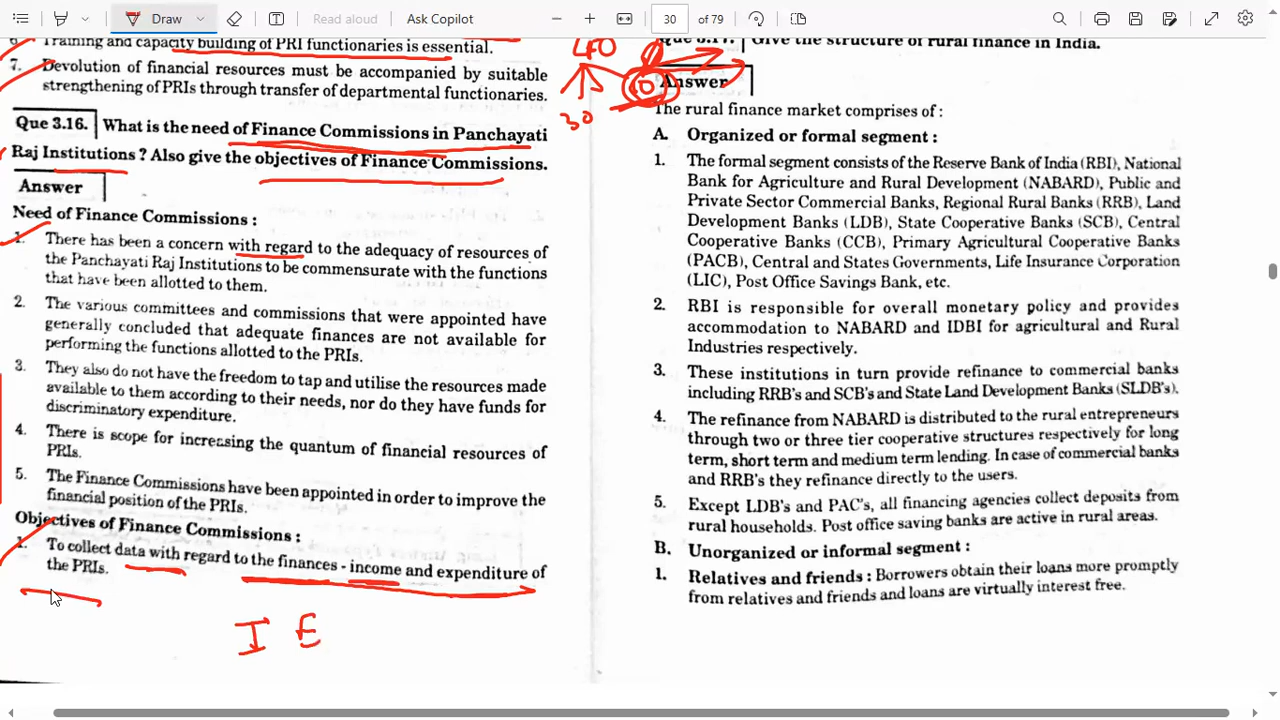 Draw
Read aloud
Ask Copilot
30
of 79
6. Training and capacity building of PRI functionaries is essential.
7. Devolution of financial resources must be accompanied by suitable
strengthening of PRIs through transfer of departmental functionaries.
Que 3.16. What is the need of Finance Commissions in Panchayati
Raj Institutions ? Also give the objectives of Finance Commissions.
Answer
Need of Finance Commissions :
1. There has been a concern with regard to the adequacy of resources of
the Panchayati Raj Institutions to be commensurate with the functions
that have been allotted to them.
2. The various committees and commissions that were appointed have
generally concluded that adequate finances are not available for
performing the functions allotted to the PRIs.
3. They also do not have the freedom to tap and utilise the resources made
available to them according to their needs, nor do they have funds for
discriminatory expenditure.
4. There is scope for increasing the quantum of financial resources of
PRIs.
5. The Finance Commissions have been appointed in order to improve the
financial position of the PRIs.
Objectives of Finance Commissions :
1. To collect data with regard to the finances - income and expenditure of
the PRIs.
I E
40
30
10
Que 3.17. Give the structure of rural finance in India.
Answer
The rural finance market comprises of :
A. Organized or formal segment :
1. The formal segment consists of the Reserve Bank of India (RBI), National
Bank for Agriculture and Rural Development (NABARD), Public and
Private Sector Commercial Banks, Regional Rural Banks (RRB), Land
Development Banks (LDB), State Cooperative Banks (SCB), Central
Cooperative Banks (CCB), Primary Agricultural Cooperative Banks
(PACB), Central and States Governments, Life Insurance Corporation
(LIC), Post Office Savings Bank, etc.
2. RBI is responsible for overall monetary policy and provides
accommodation to NABARD and IDBI for agricultural and Rural
Industries respectively.
3. These institutions in turn provide refinance to commercial banks
including RRB's and SCB's and State Land Development Banks (SLDB's).
4. The refinance from NABARD is distributed to the rural entrepreneurs
through two or three tier cooperative structures respectively for long
term, short term and medium term lending. In case of commercial banks
and RRB's they refinance directly to the users.
5. Except LDB's and PAC's, all financing agencies collect deposits from
rural households. Post office saving banks are active in rural areas.
B. Unorganized or informal segment :
1. Relatives and friends : Borrowers obtain their loans more promptly
from relatives and friends and loans are virtually interest free.